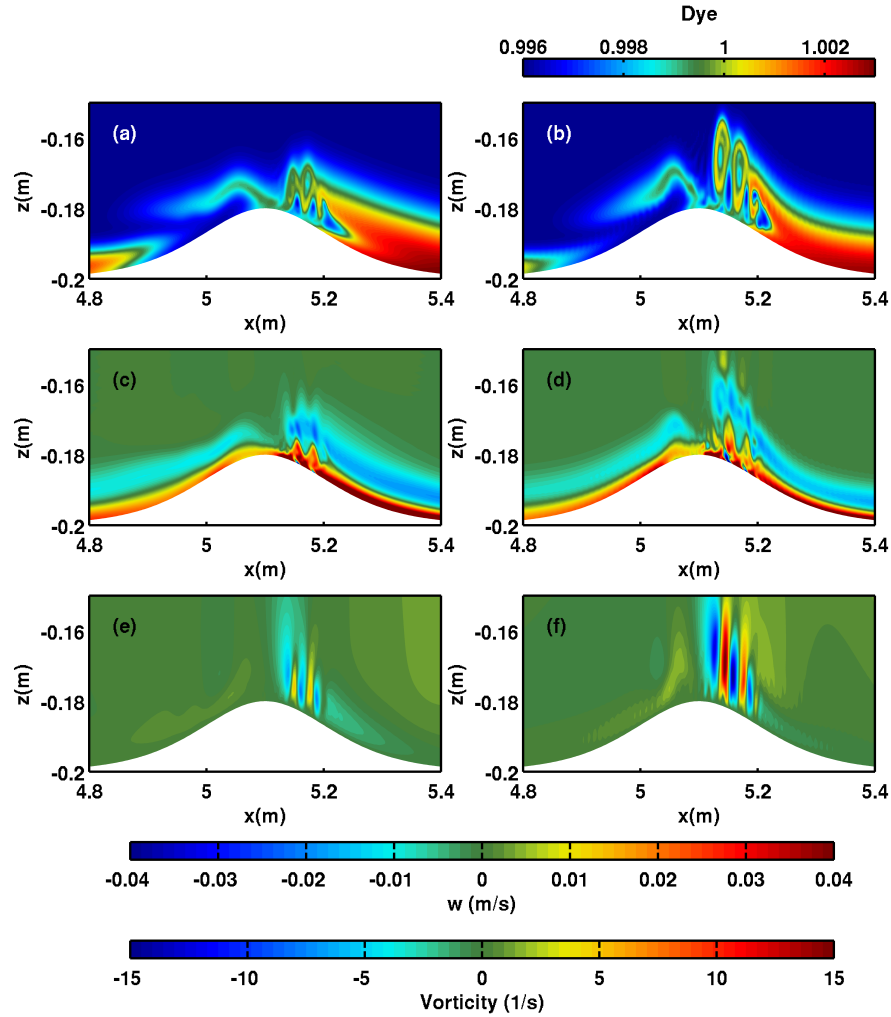 Dye
0.996 0.998 1 1.002
(a) (b)
z(m) -0.16 -0.18 -0.2 z(m) -0.16 -0.18 -0.2
4.8 5 5.2 5.4 4.8 5 5.2 5.4
x(m) x(m)
(c) (d)
z(m) -0.16 -0.18 -0.2 z(m) -0.16 -0.18 -0.2
4.8 5 5.2 5.4 4.8 5 5.2 5.4
x(m) x(m)
(e) (f)
z(m) -0.16 -0.18 -0.2 z(m) -0.16 -0.18 -0.2
4.8 5 5.2 5.4 4.8 5 5.2 5.4
x(m) x(m)
-0.04 -0.03 -0.02 -0.01 0 0.01 0.02 0.03 0.04
w (m/s)
-15 -10 -5 0 5 10 15
Vorticity (1/s)